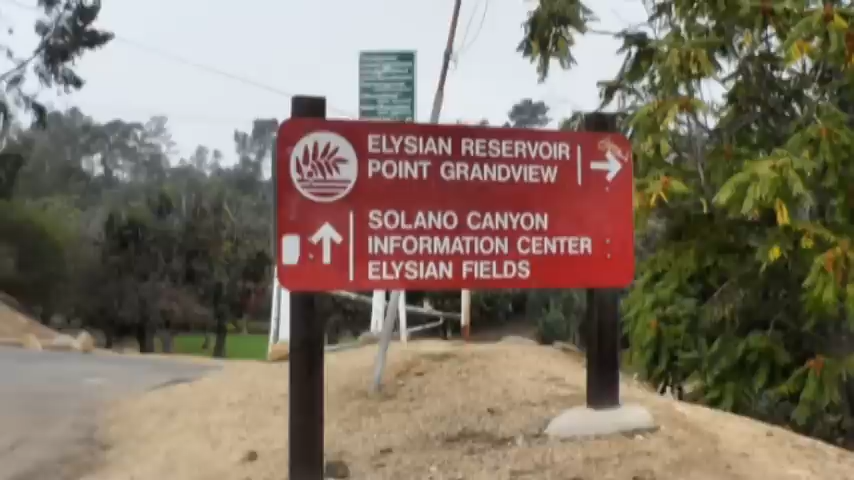 ELYSIAN RESERVOIR
POINT GRANDVIEW
SOLANO CANYON
INFORMATION CENTER
ELYSIAN FIELDS